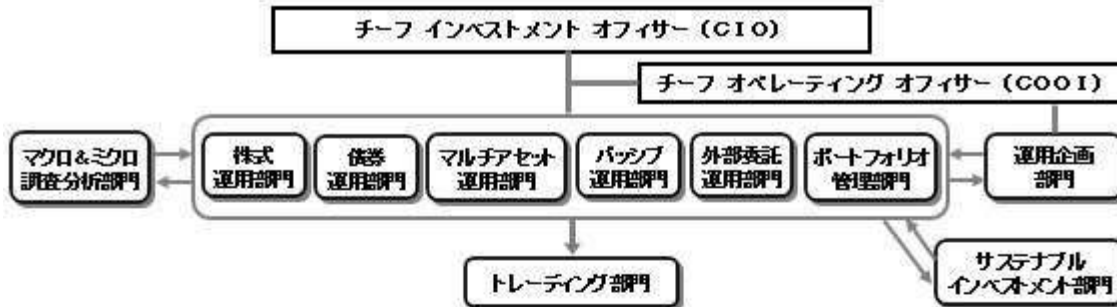 チーフ インベストメント オフィサー (CIO)
チーフ オペレーティング オフィサー (COOI)
マクロ&ミクロ
調査分析部門
株式
運用部門
債券
運用部門
マルチアセット
運用部門
パッシブ
運用部門
外部委託
運用部門
ポートフォリオ
管理部門
運用企画
部門
トレーディング部門
サステナブル
インベストメント部門